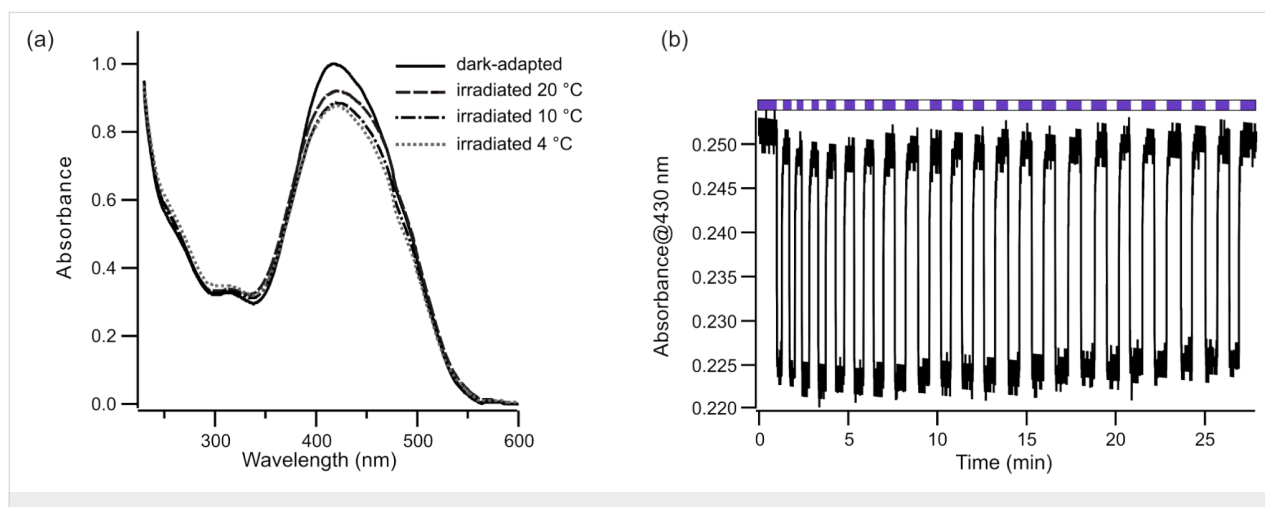 (a)
dark-adapted
irradiated 20 °C
irradiated 10 °C
irradiated 4 °C
1.0
0.8
0.6
0.4
0.2
0.0
Absorbance
300 400 500 600
Wavelength (nm)
(b)
0.250
0.245
0.240
0.235
0.230
0.225
0.220
Absorbance@430 nm
0 5 10 15 20 25
Time (min)